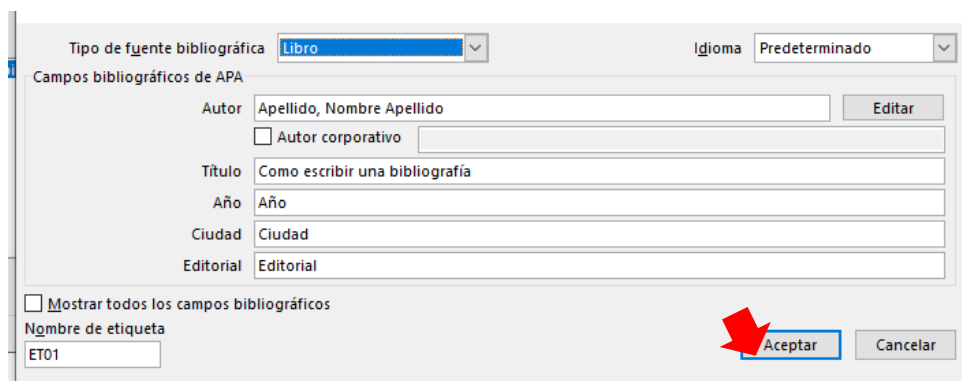 Tipo de fuente bibliográfica Libro Idioma Predeterminado
Campos bibliográficos de APA
Autor Apellido, Nombre Apellido Editar
Autor corporativo
Título Como escribir una bibliografía
Año Año
Ciudad Ciudad
Editorial Editorial
Mostrar todos los campos bibliográficos
Nombre de etiqueta
ET01 Aceptar Cancelar